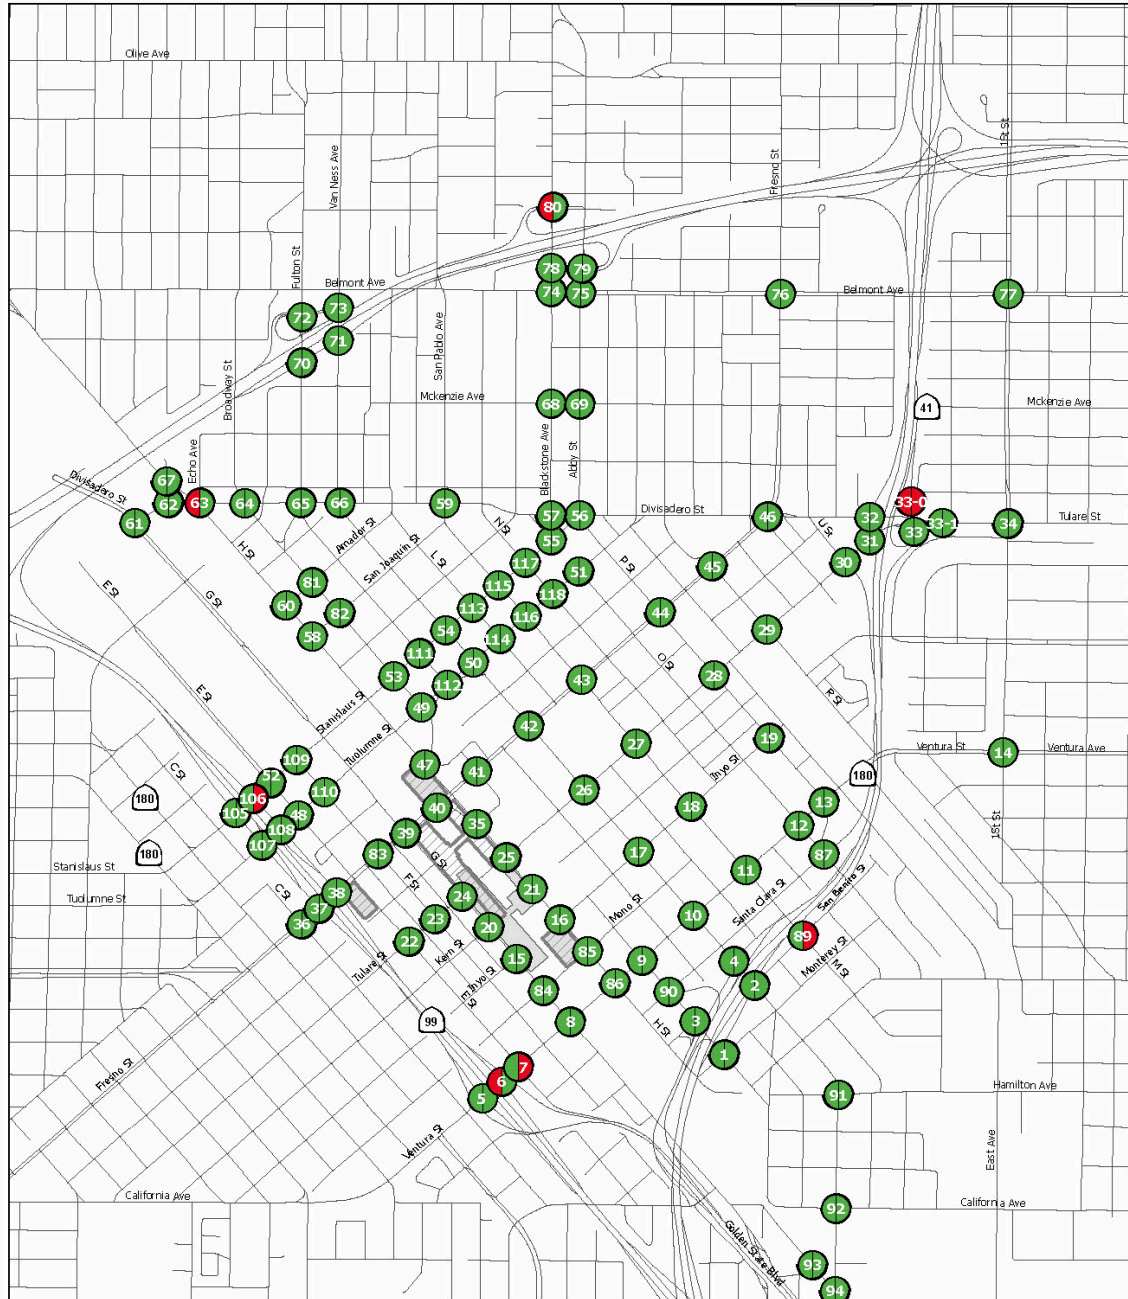 Olive Ave
1St St
Van Ness Ave
Fresno St
80
Fulton St
78
79
Belmont Ave
74
75
76
Belmont Ave
77
73
72
71
70
San Pablo Ave
Broadway St
Mckenzie Ave
68
69
41
Mckenzie Ave
Echo Ave
Blackstone Ave
Abby St
Divisadero St
67
62
63
64
65
66
59
57
56
Divisadero St
46
32
33-0
33-1
34
Tulare St
61
N St
Amador St
U St
33
H St
San Joaquin St
L St
55
31
P St
117
30
E St
G St
81
115
51
45
60
82
113
118
44
58
54
116
29
111
114
O St
53
112
50
43
28
E St
Stanislaus St
49
R St
Tuolumne St
42
27
19
Ventura St
14
Ventura Ave
109
47
41
Inyo St
C St
52
110
26
180
180
106
105
48
40
18
13
108
35
12
1St St
107
39
83
G St
25
17
87
180
Stanislaus St
F St
11
San Benito St
C St
38
24
21
Santa Clara St
Tuolumne St
37
23
16
Mono St
10
36
22
20
89
Kern St
85
9
4
Monterey St
Tulare St
15
M St
Inyo St
86
2
E St
84
90
99
8
H St
3
1
Fresno St
7
6
5
91
Hamilton Ave
Ventura St
East Ave
California Ave
92
California Ave
Golden State Blvd
93
94